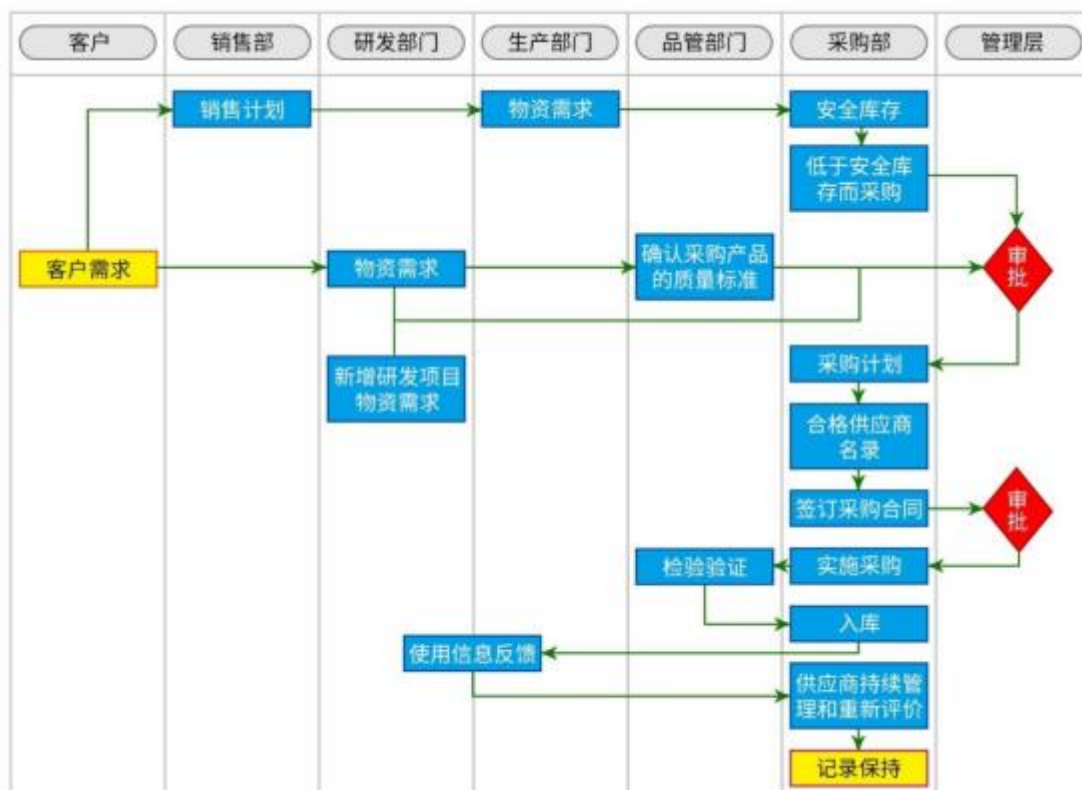 客户
销售部
研发部门
生产部门
品管部门
采购部
管理层
销售计划
物资需求
安全库存
低于安全库
存而采购
客户需求
物资需求
确认采购产品
的质量标准
审
批
采购计划
新增研发项目
物资需求
合格供应商
名录
签订采购合同
审
批
检验验证
实施采购
入库
使用信息反馈
供应商持续管
理和重新评价
记录保持